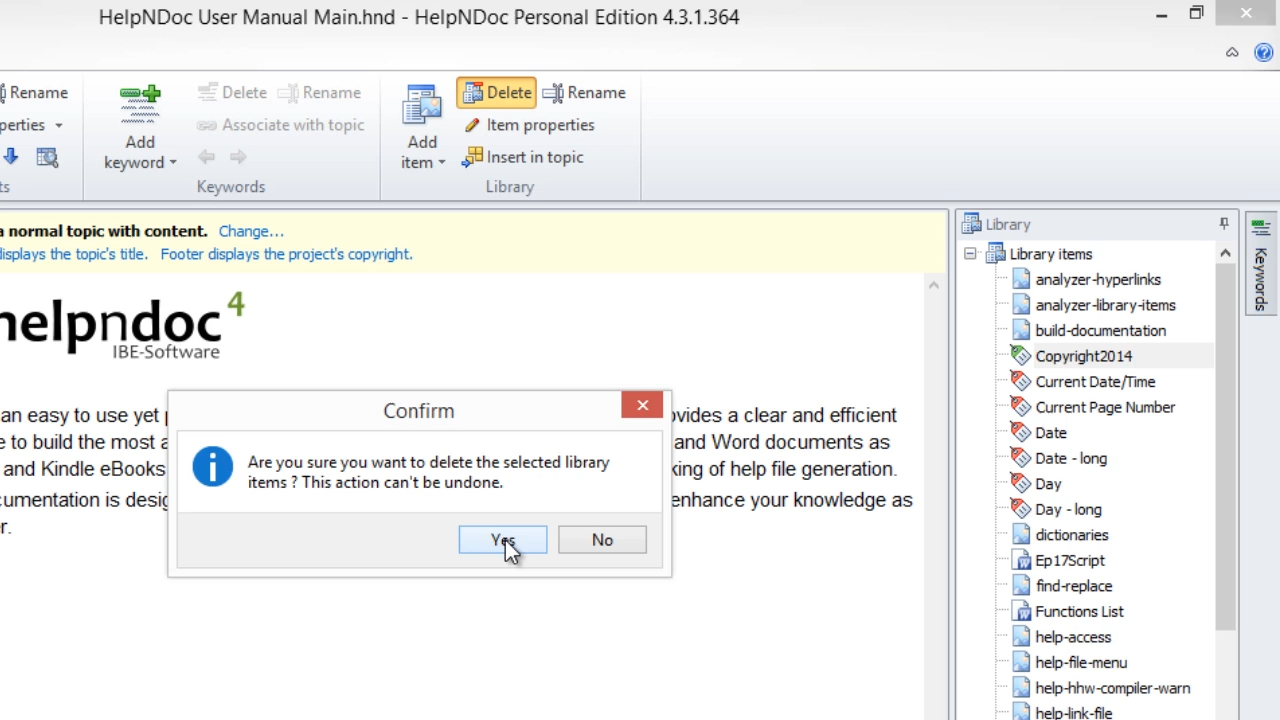 HelpNDoc User Manual Main.hnd - HelpNDoc Personal Edition 4.3.1.364
Rename
perties
ts
Add
keyword
Delete
Rename
Associate with topic
Keywords
Add
item
Delete
Rename
Item properties
Insert in topic
Library
a normal topic with content. Change...
displays the topic's title. Footer displays the project's copyright.
helpndoc 4
IBE-Software
an easy to use yet
ovides a clear and efficient
e to build the most a
and Word documents as
and Kindle eBooks
king of help file generation.
cumentation is desig
enhance your knowledge as
r.
Confirm
Are you sure you want to delete the selected library
items ? This action can't be undone.
Yes
No
Library
Library items
analyzer-hyperlinks
analyzer-library-items
build-documentation
Copyright2014
Current Date/Time
Current Page Number
Date
Date - long
Day
Day - long
dictionaries
Ep17Script
find-replace
Functions List
help-access
help-file-menu
help-hhw-compiler-warn
help-link-file
Keywords